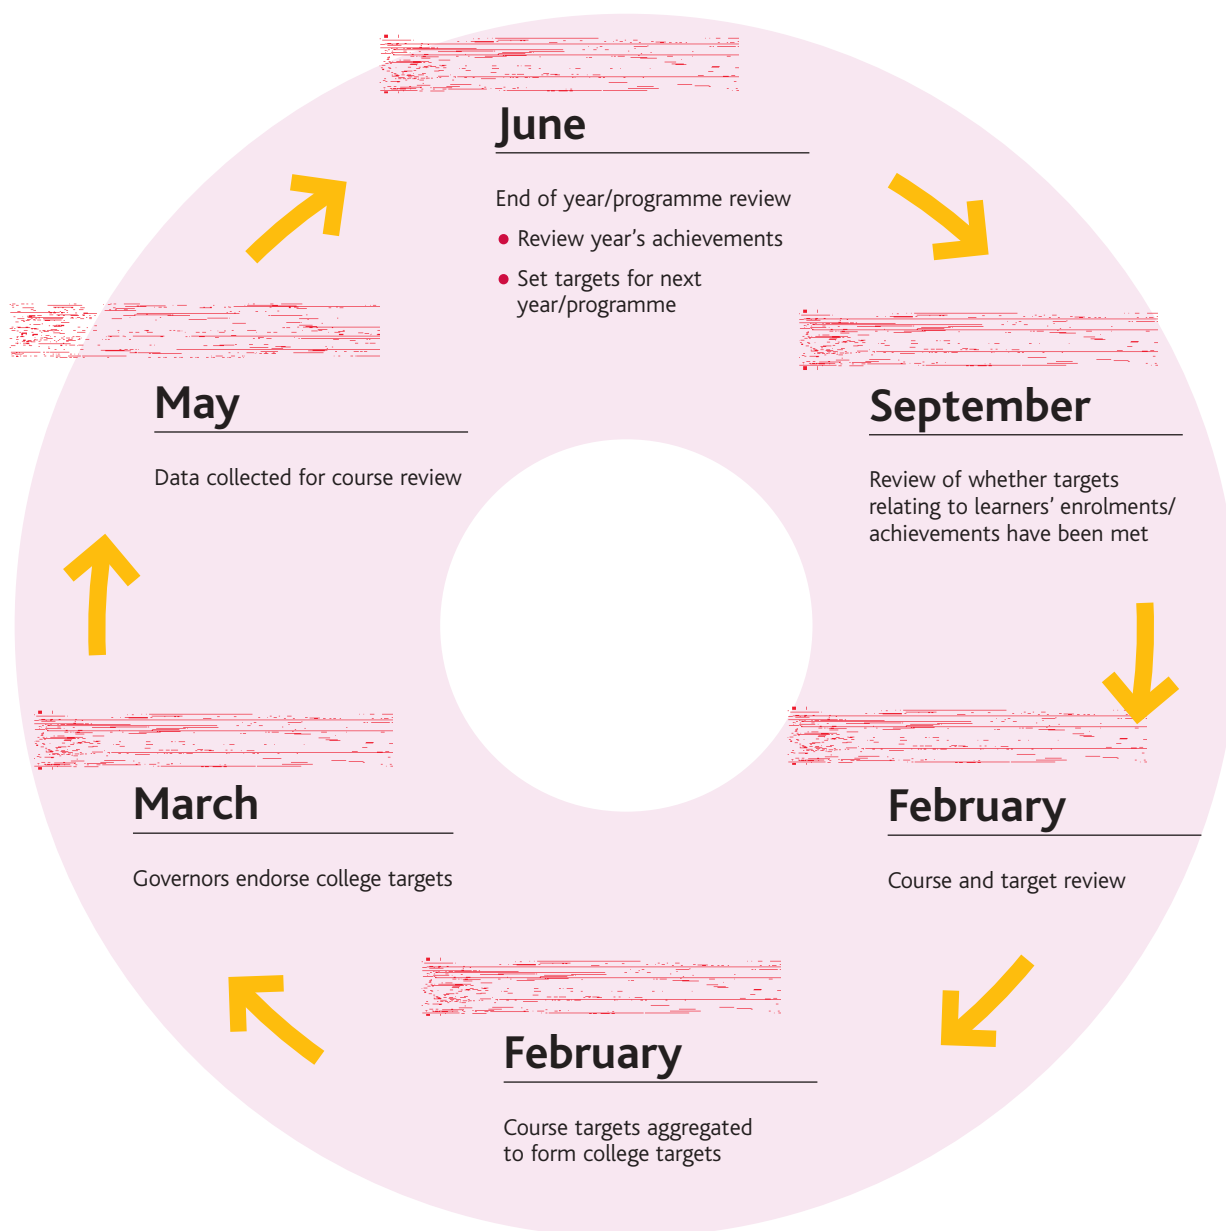 June
End of year/programme review
• Review year’s achievements
• Set targets for next
year/programme
September
Review of whether targets
relating to learners’ enrolments/
achievements have been met
February
Course and target review
February
Course targets aggregated
to form college targets
March
Governors endorse college targets
May
Data collected for course review